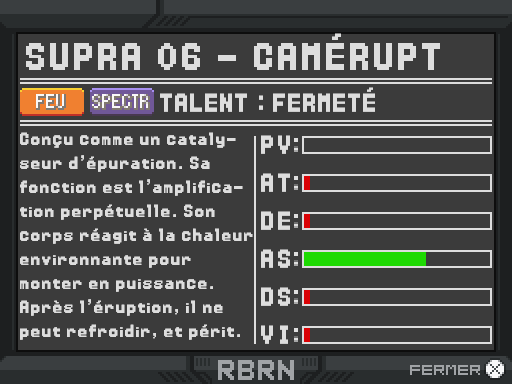 SUPRA 06 - CAMÉRUPT
FEU SPECTR TALENT : FERMETÉ
Conçu comme un cataly-
seur d'épuration. Sa
fonction est l'amplifica-
tion perpétuelle. Son
corps réagit à la chaleur
environnante pour
monter en puissance.
Après l'éruption, il ne
peut refroidir, et périt.
PV:
AT:
DE:
AS:
DS:
VI:
RBRN
FERMER